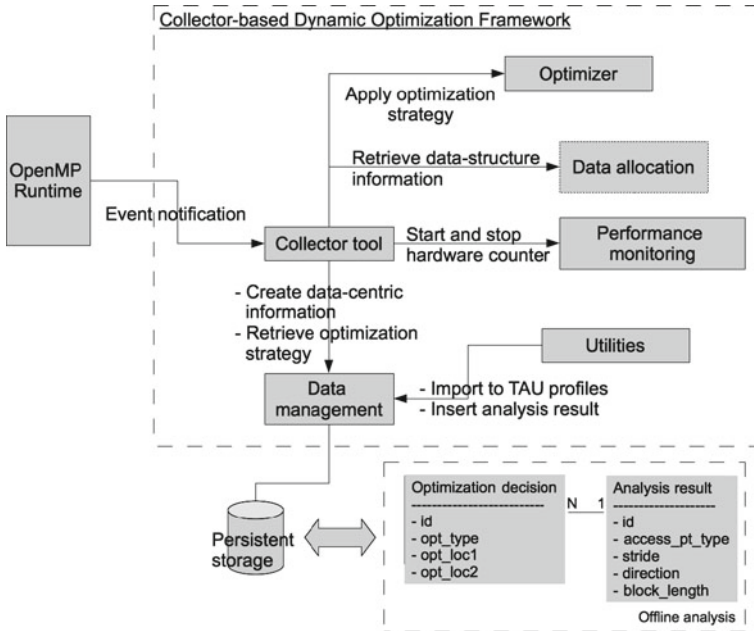 Collector-based Dynamic Optimization Framework
Optimizer
Apply optimization
strategy
OpenMP
Runtime
Retrieve data-structure
information
Data allocation
Event notification
Collector tool
Start and stop
hardware counter
Performance
monitoring
- Create data-centric
information
- Retrieve optimization
strategy
Utilities
Data
management
- Import to TAU profiles
- Insert analysis result
Persistent
storage
Optimization decision
---------------------------
- id
- opt_type
- opt_loc1
- opt_loc2
N 1
Analysis result
---------------------
- id
- access_pt_type
- stride
- direction
- block_length
Offline analysis